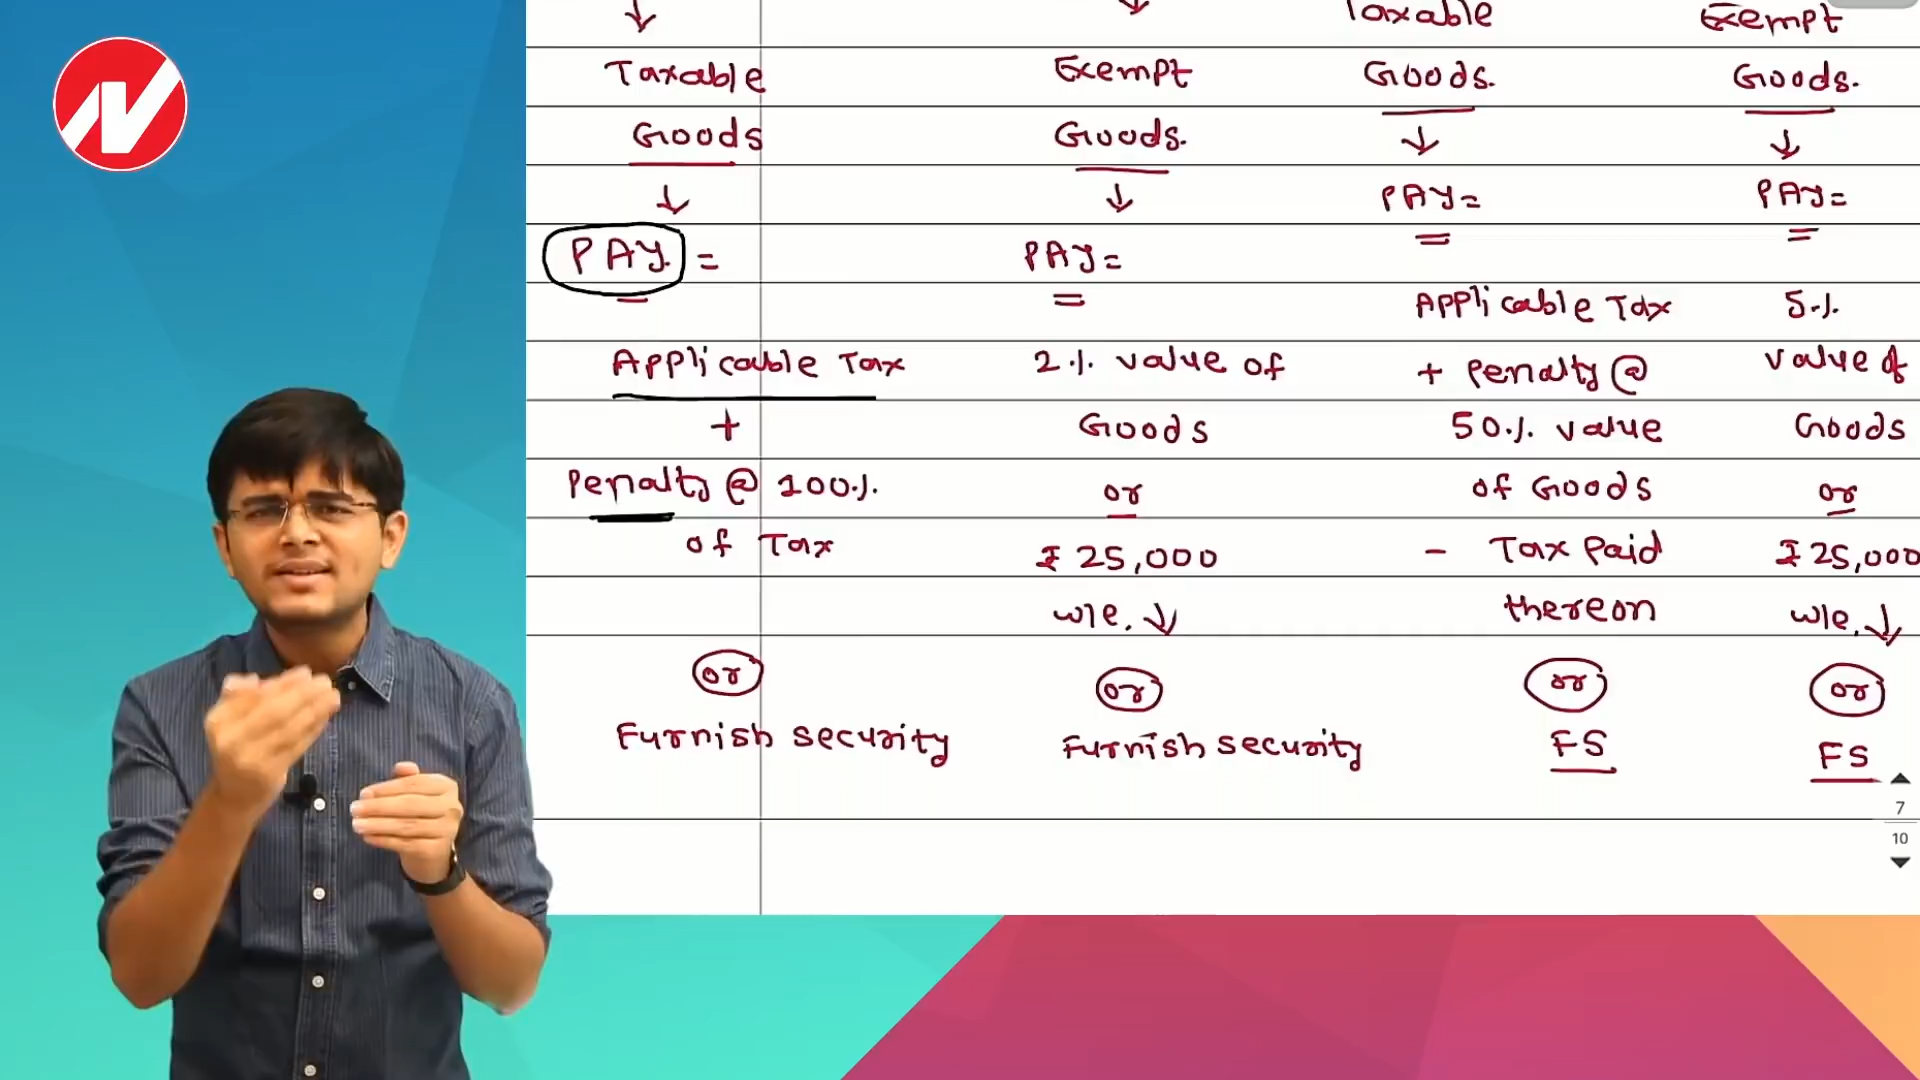 ↓ ↓ Taxable Exempt
Taxable Exempt Goods. Goods.
Goods Goods. ↓ ↓
↓ ↓ PAY= PAY=
PAY = PAY=
Applicable Tax 5%
Applicable Tax 2% value of + Penalty @ value of
+ Goods 50% value Goods
Penalty @ 100% or of Goods or
of Tax ₹25,000 - Tax Paid ₹25,000
w/e. ↓ thereon w/e. ↓
or or or or
Furnish security Furnish security FS FS
7
10